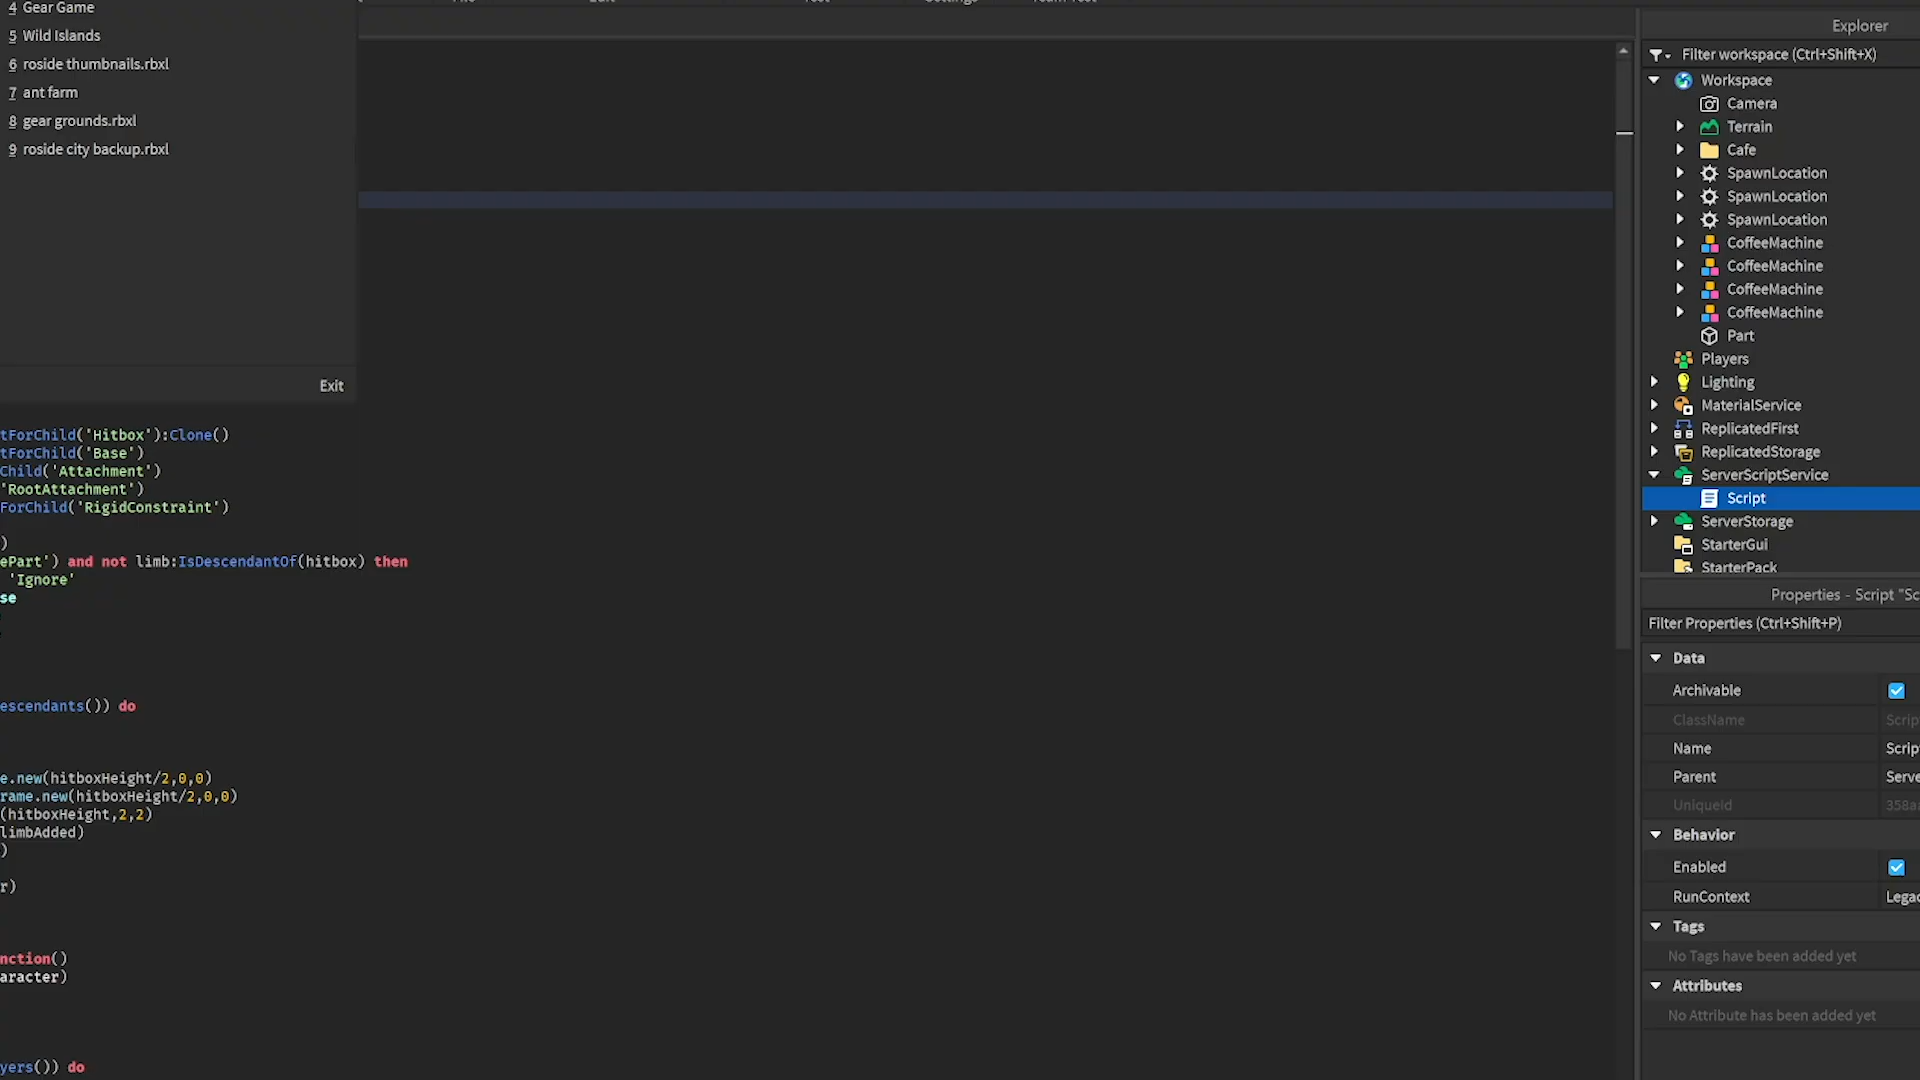 4 Gear Game
5 Wild Islands
6 roside thumbnails.rbxl
7 ant farm
8 gear grounds.rbxl
9 roside city backup.rbxl
Exit
tForChild('Hitbox'):Clone()
tForChild('Base')
Child('Attachment')
'RootAttachment')
ForChild('RigidConstraint')
)
ePart') and not limb:IsDescendantOf(hitbox) then
'Ignore'
se
escendants()) do
e.new(hitboxHeight/2,0,0)
rame.new(hitboxHeight/2,0,0)
(hitboxHeight,2,2)
limbAdded)
)
r)
nction()
aracter)
yers()) do
Explorer
Filter workspace (Ctrl+Shift+X)
Workspace
Camera
Terrain
Cafe
SpawnLocation
SpawnLocation
SpawnLocation
CoffeeMachine
CoffeeMachine
CoffeeMachine
CoffeeMachine
Part
Players
Lighting
MaterialService
ReplicatedFirst
ReplicatedStorage
ServerScriptService
Script
ServerStorage
StarterGui
StarterPack
Properties - Script "Sc
Filter Properties (Ctrl+Shift+P)
Data
Archivable
ClassName Scrip
Name Scrip
Parent Serve
UniqueId 358a
Behavior
Enabled
RunContext Legac
Tags
No Tags have been added yet
Attributes
No Attribute has been added yet